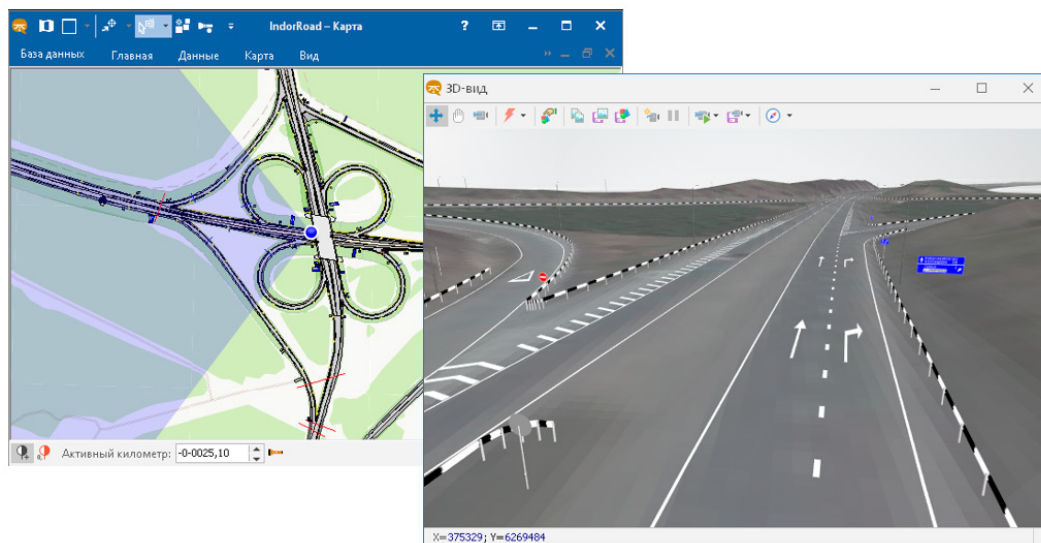 IndorRoad – Карта
?
База данных Главная Данные Карта Вид
3D-вид
Активный километр: -0-0025,10
X=375329; Y=6269484